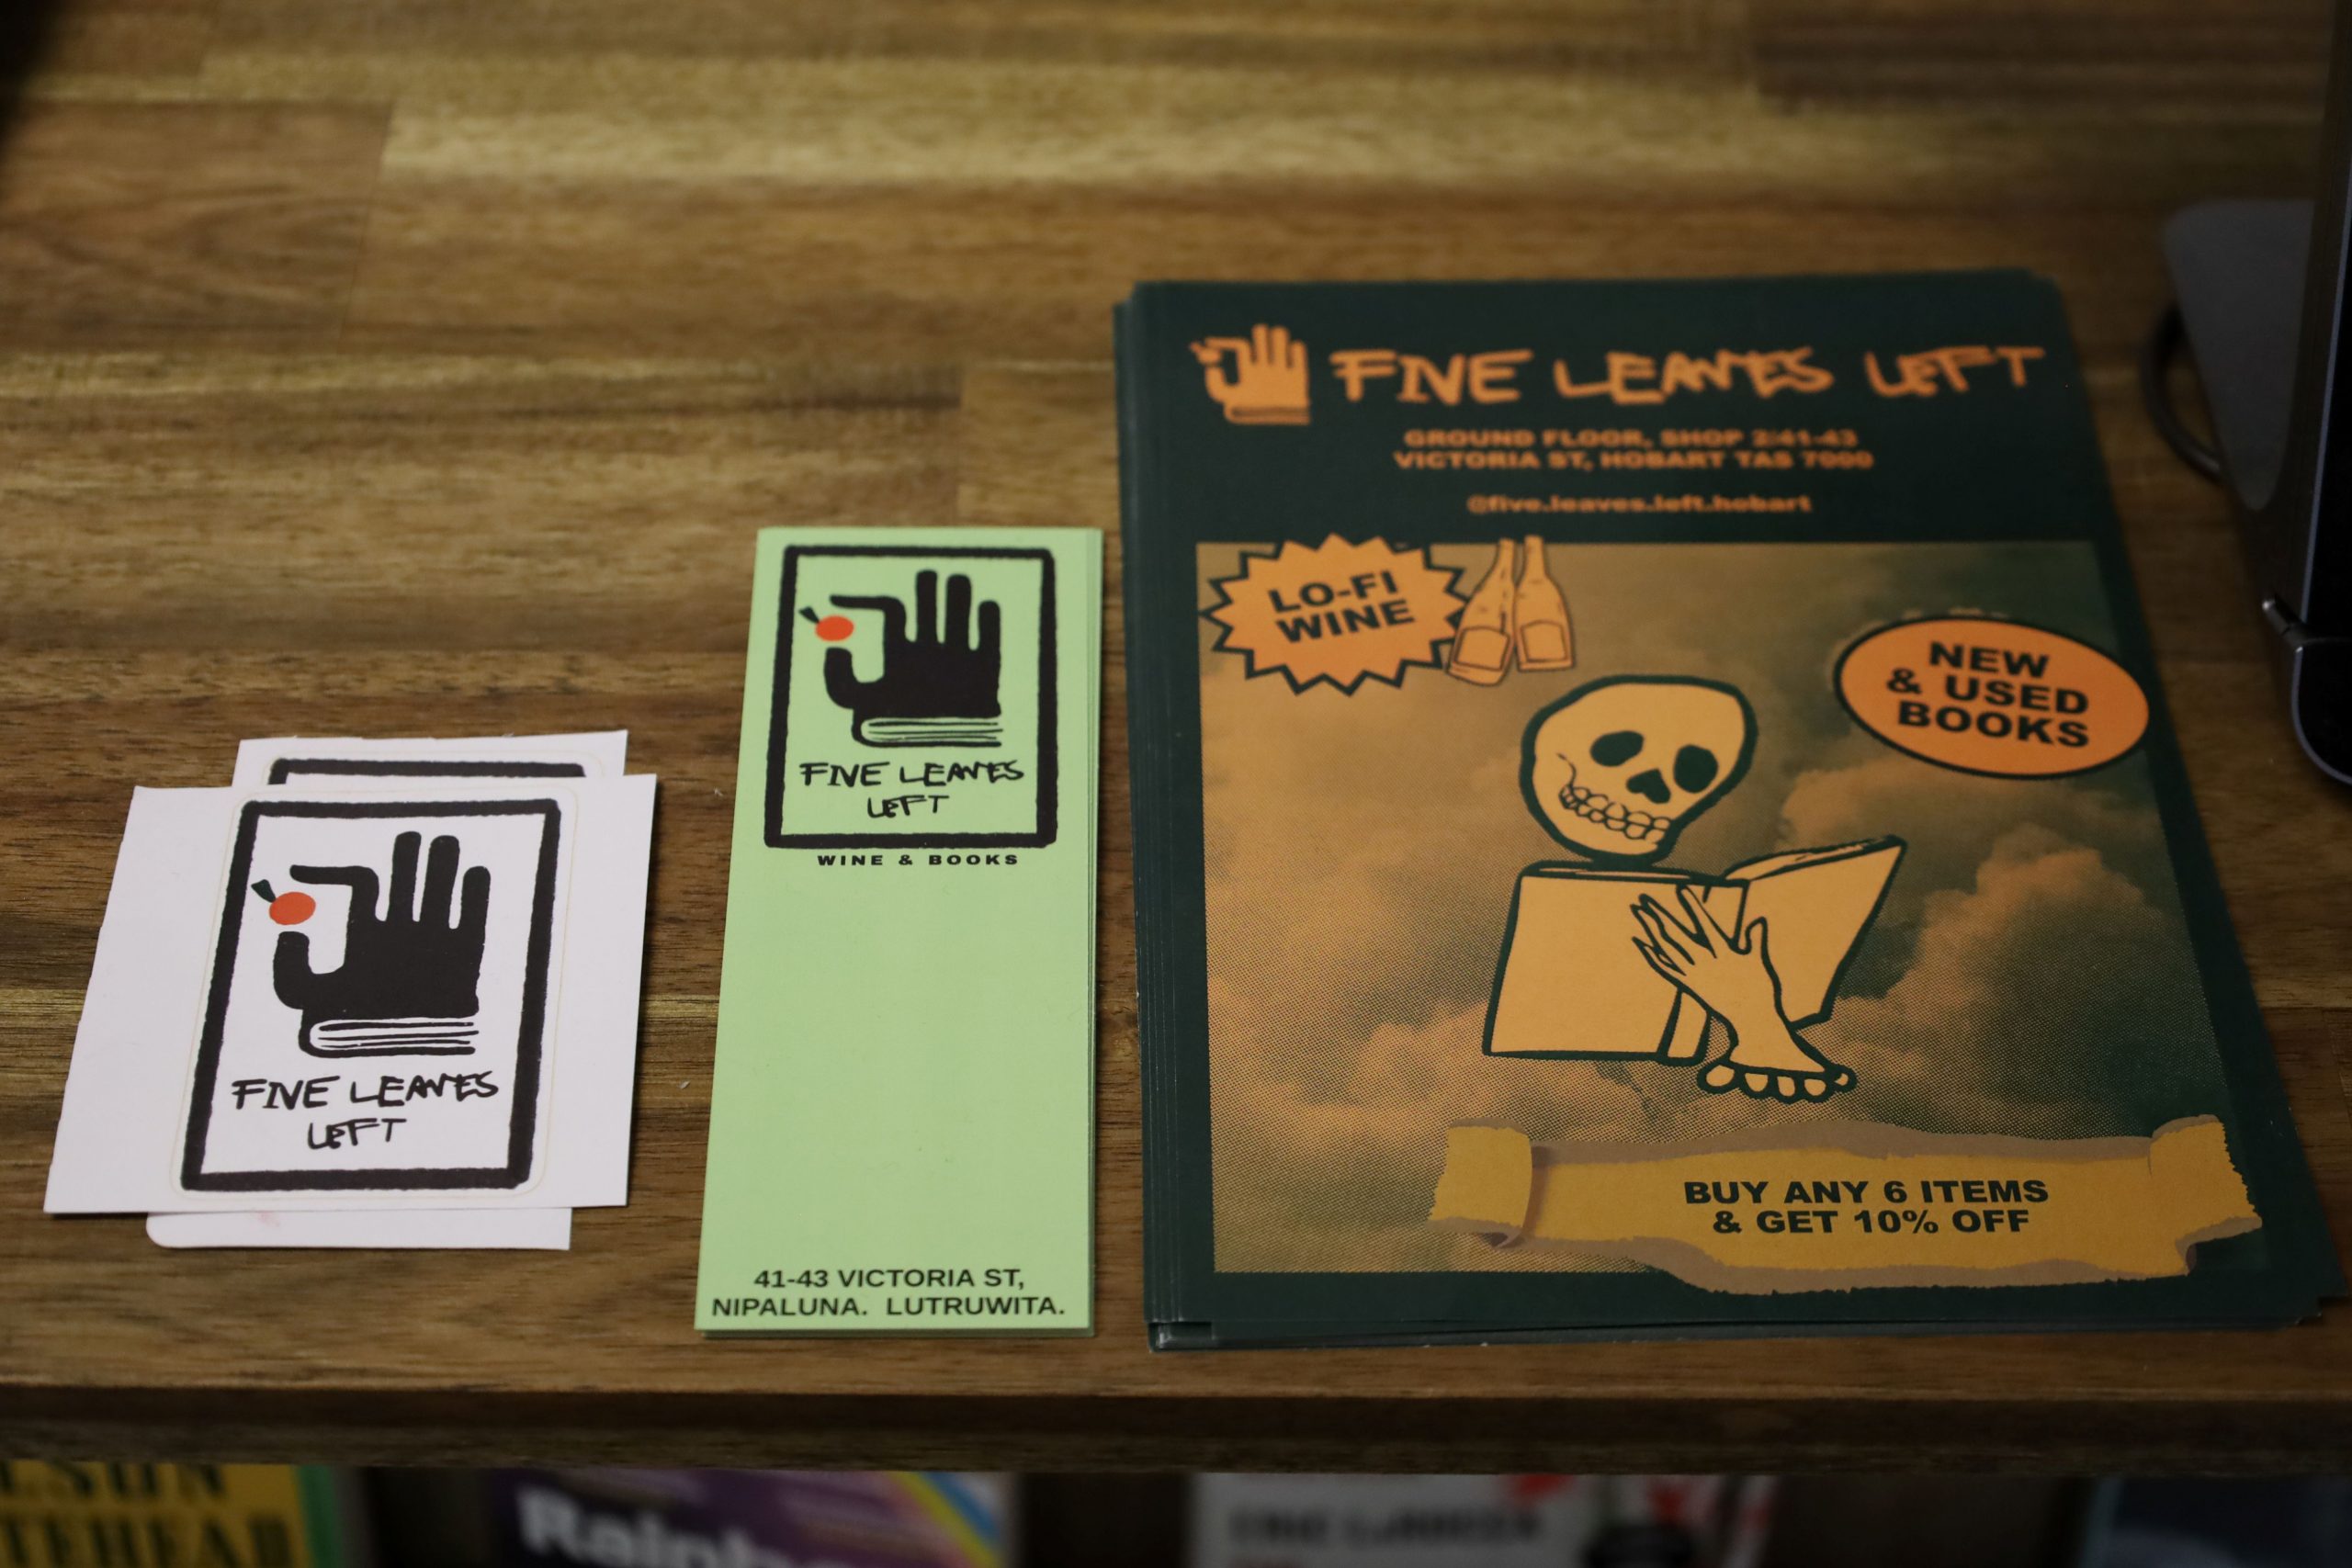 FIVE LEAVES
LEFT
FIVE LEAVES
LEFT
WINE & BOOKS
41-43 VICTORIA ST,
NIPALUNA. LUTRUWITA.
FIVE LEAVES LEFT
GROUND FLOOR, SHOP 2/41-43
VICTORIA ST, HOBART TAS 7000
@five.leaves.left.hobart
LO-FI
WINE
NEW
& USED
BOOKS
BUY ANY 6 ITEMS
& GET 10% OFF